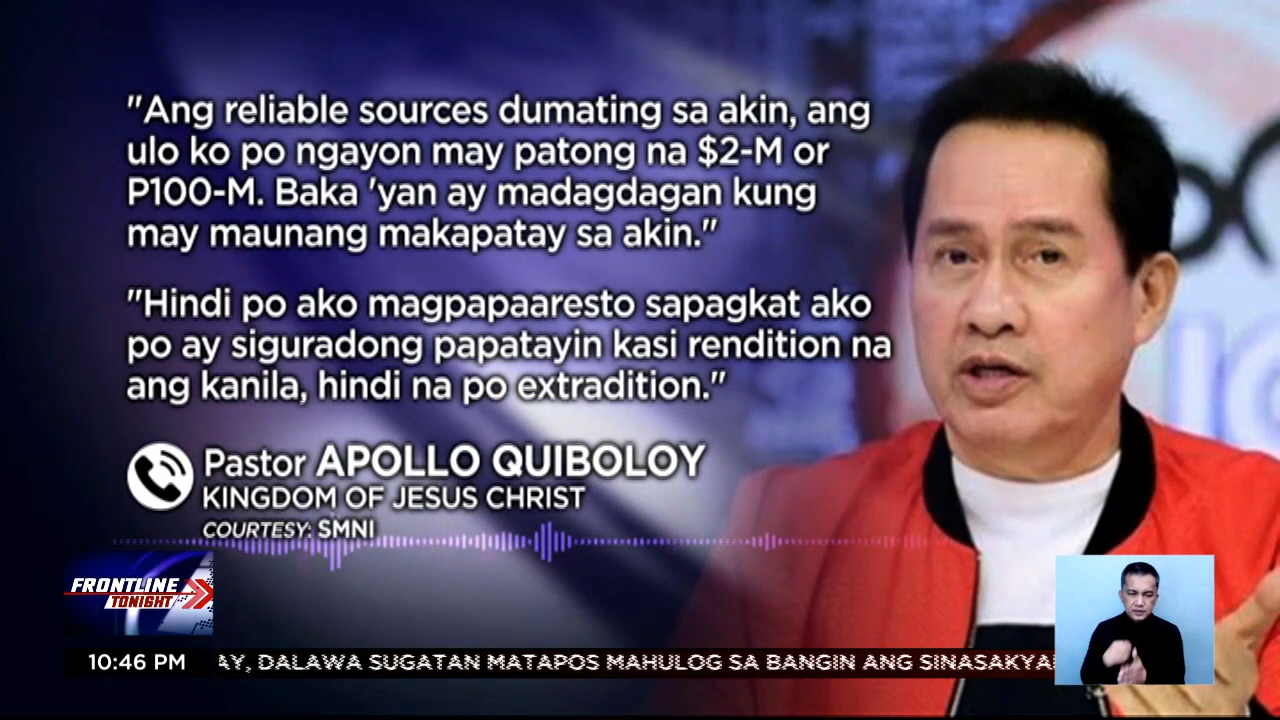 "Ang reliable sources dumating sa akin, ang
ulo ko po ngayon may patong na $2-M or
P100-M. Baka 'yan ay madagdagan kung
may maunang makapatay sa akin."
"Hindi po ako magpapaaresto sapagkat ako
po ay siguradong papatayin kasi rendition na
ang kanila, hindi na po extradition."
Pastor APOLLO QUIBOLOY
KINGDOM OF JESUS CHRIST
COURTESY: SMNI
FRONTLINE
TONIGHT
10:46 PM
AY, DALAWA SUGATAN MATAPOS MAHULOG SA BANGIN ANG